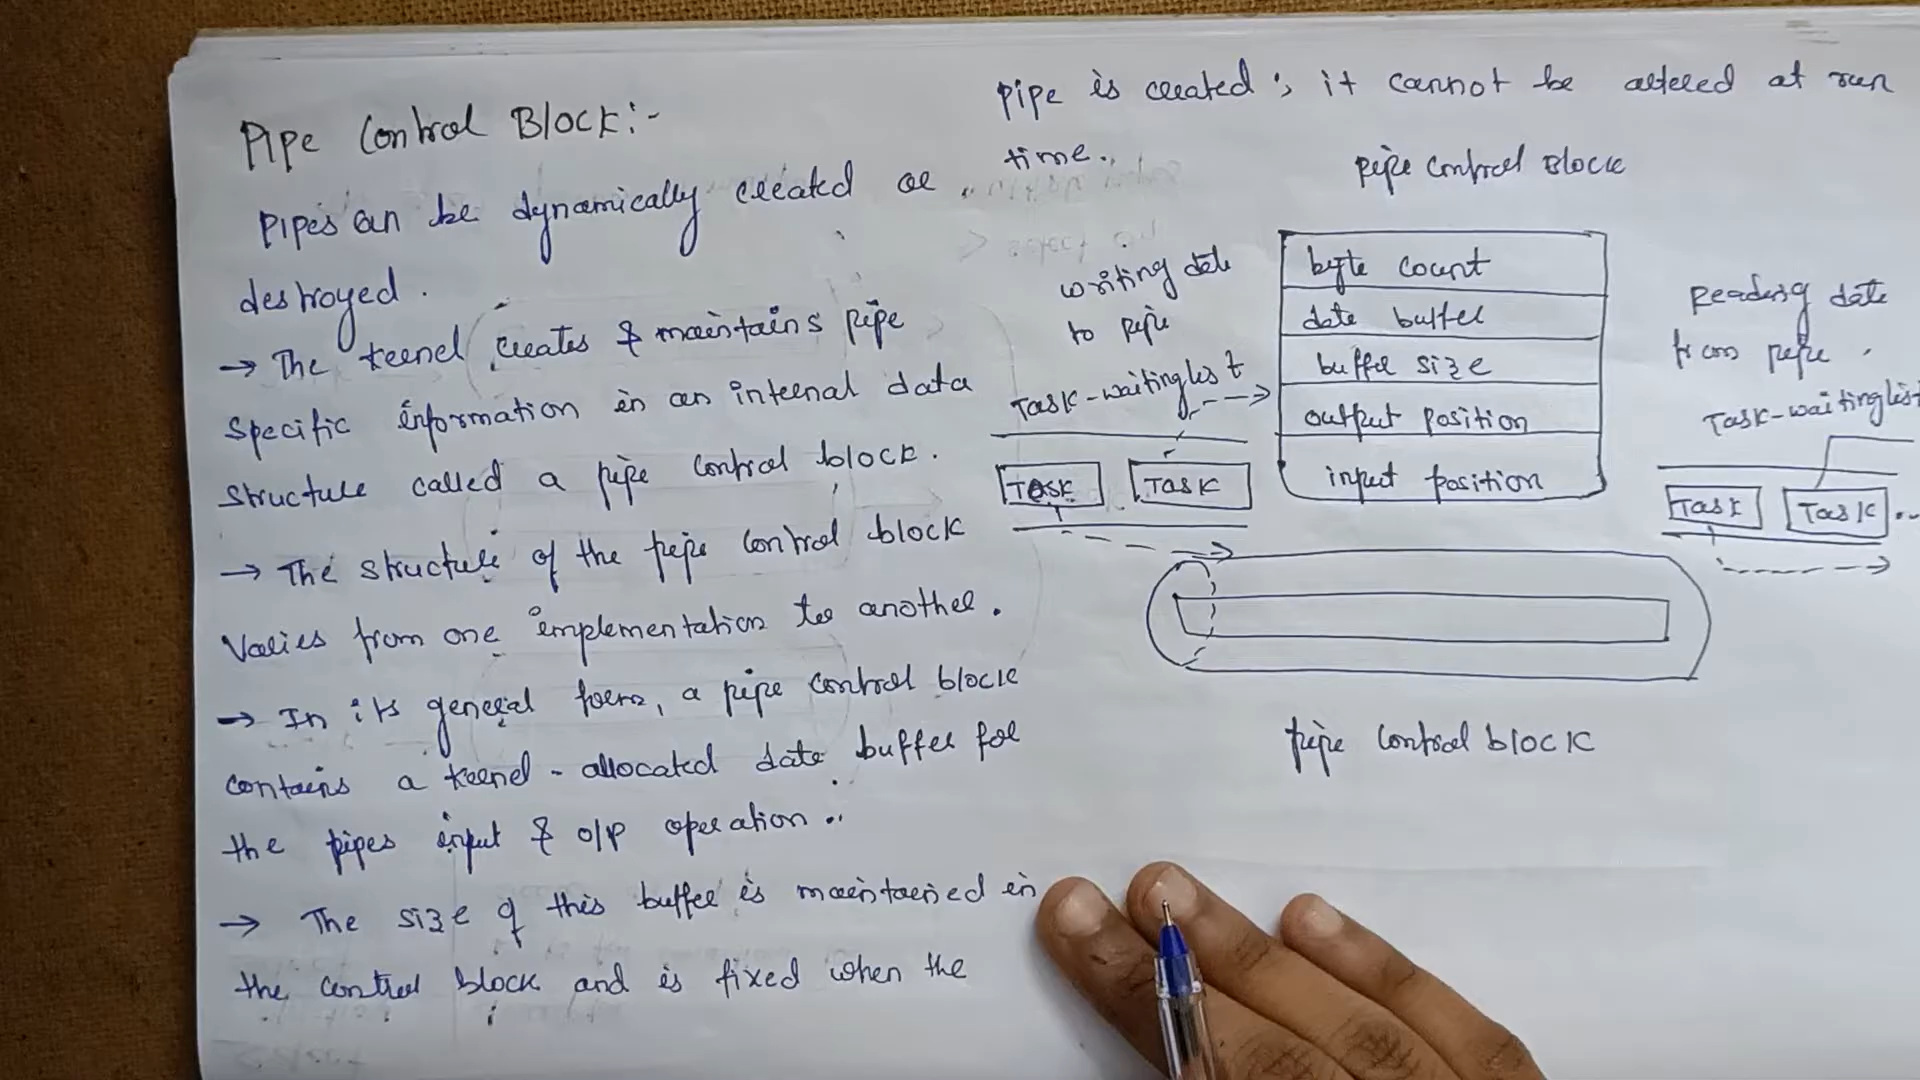 Pipe Control Block:-
Pipes can be dynamically created or
destroyed.
→ The kernel creates & maintains pipe
specific information in an internal data
structure called a pipe control block.
→ The structure of the pipe control block
varies from one implementation to another.
→ In its general form, a pipe control block
contains a kernel-allocated data buffer for
the pipes input & o/p operation.
→ The size of this buffer is maintained in
the control block and is fixed when the
pipe is created; it cannot be altered at run
time.
pipe control Block
writing data
to pipe
Task-waiting list
Task Task
byte count
data buffer
buffer size
output position
input position
Reading data
from pipe.
Task-waiting list
Task Task
pipe control block